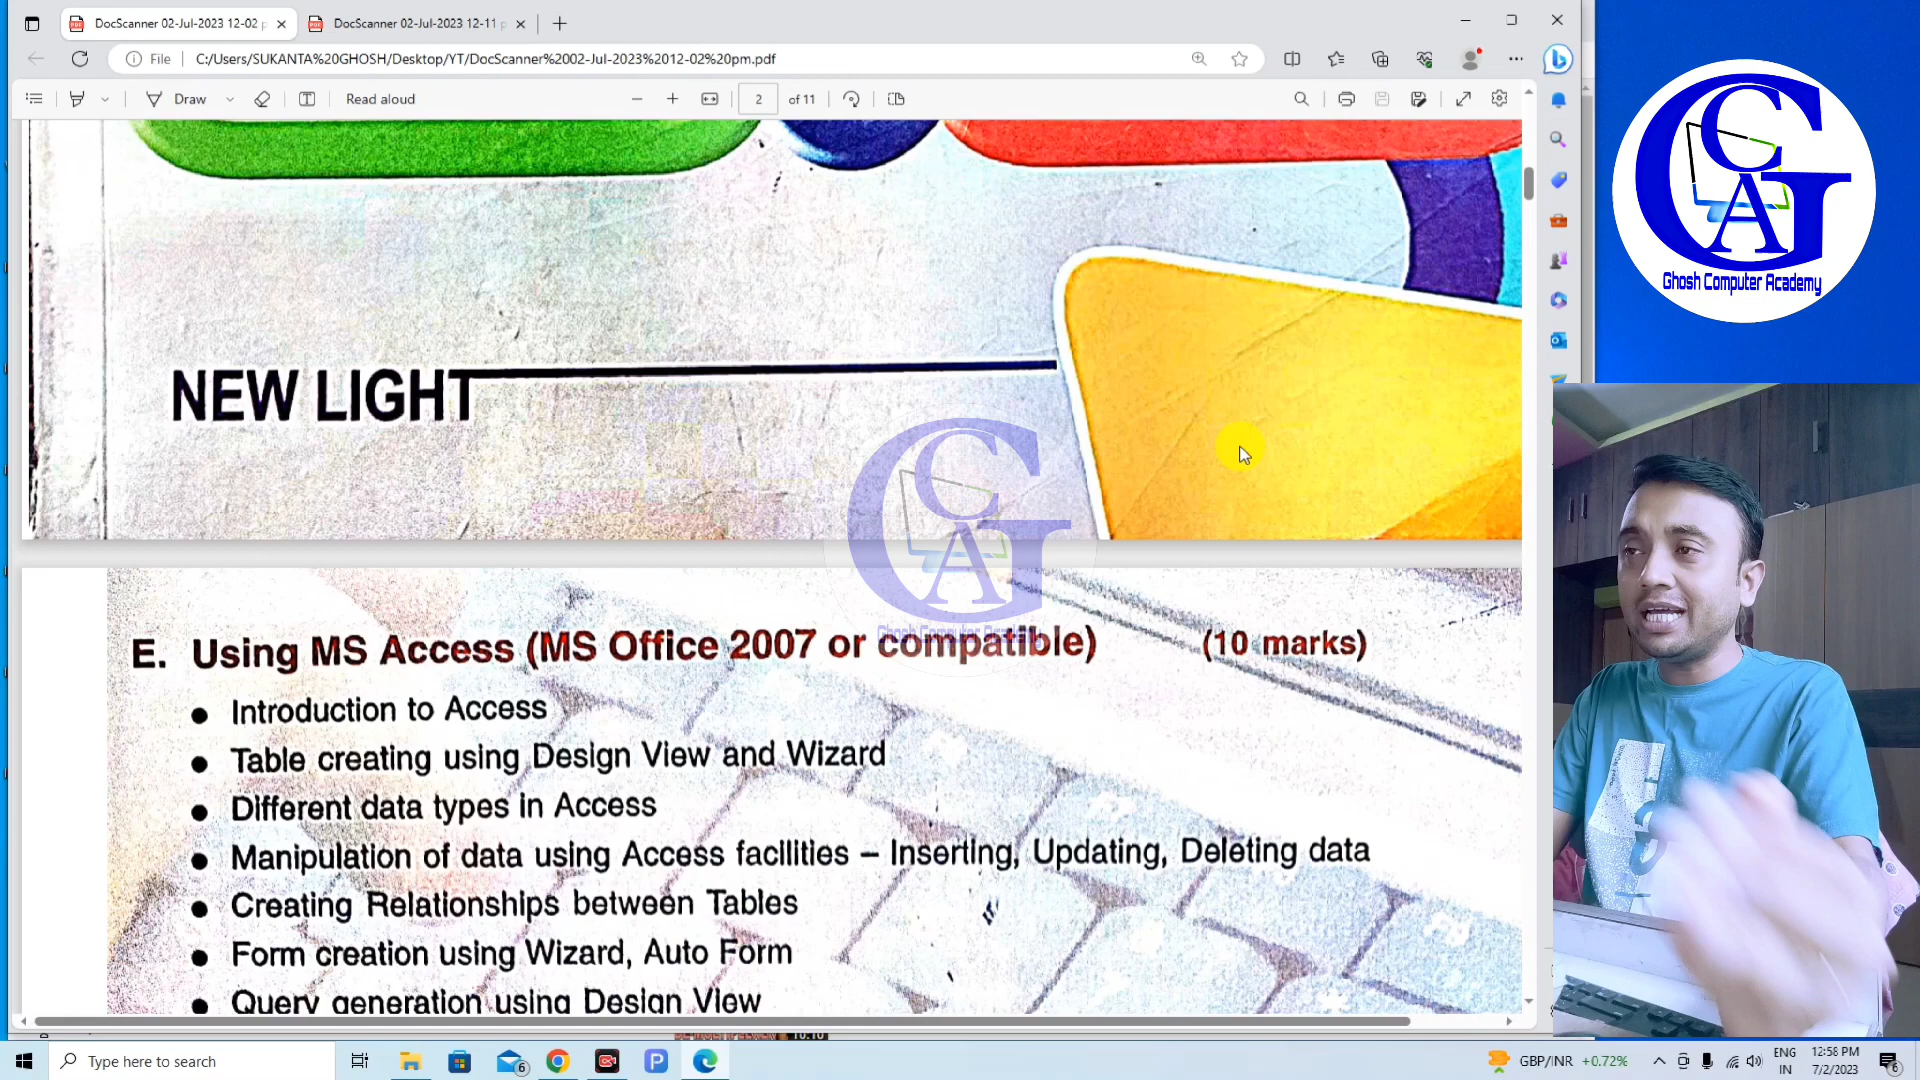 DocScanner 02-Jul-2023 12-02 p
DocScanner 02-Jul-2023 12-11 p
File
C:/Users/SUKANTA%20GHOSH/Desktop/YT/DocScanner%2002-Jul-2023%2012-02%20pm.pdf
Draw
Read aloud
2
of 11
Ghosh Computer Academy
NEW LIGHT
E. Using MS Access (MS Office 2007 or compatible) (10 marks)
● Introduction to Access
● Table creating using Design View and Wizard
● Different data types in Access
● Manipulation of data using Access facilities – Inserting, Updating, Deleting data
● Creating Relationships between Tables
● Form creation using Wizard, Auto Form
● Query generation using Design View
Type here to search
6
GBP/INR +0.72%
ENG
IN
12:58 PM
7/2/2023
6